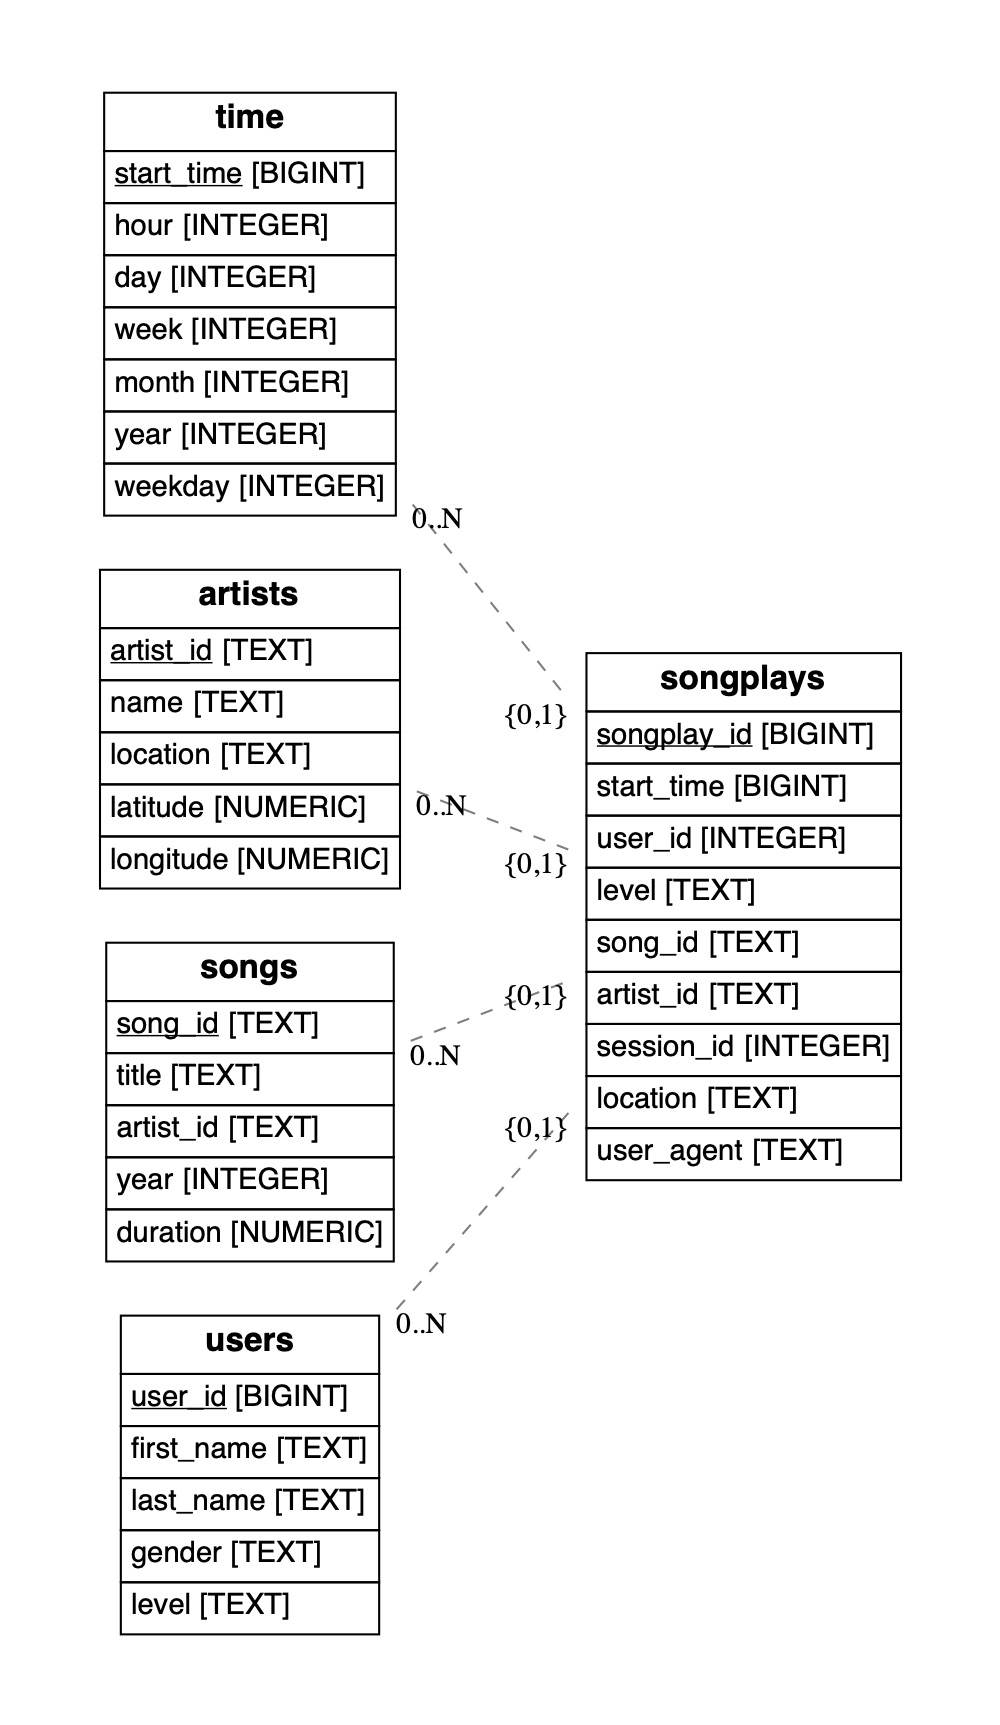 time
start_time [BIGINT]
hour [INTEGER]
day [INTEGER]
week [INTEGER]
month [INTEGER]
year [INTEGER]
weekday [INTEGER]
0..N
{0,1}
artists
artist_id [TEXT]
name [TEXT]
location [TEXT]
latitude [NUMERIC]
longitude [NUMERIC]
0..N
{0,1}
songs
song_id [TEXT]
title [TEXT]
artist_id [TEXT]
year [INTEGER]
duration [NUMERIC]
0..N
{0,1}
users
user_id [BIGINT]
first_name [TEXT]
last_name [TEXT]
gender [TEXT]
level [TEXT]
0..N
{0,1}
songplays
songplay_id [BIGINT]
start_time [BIGINT]
user_id [INTEGER]
level [TEXT]
song_id [TEXT]
artist_id [TEXT]
session_id [INTEGER]
location [TEXT]
user_agent [TEXT]